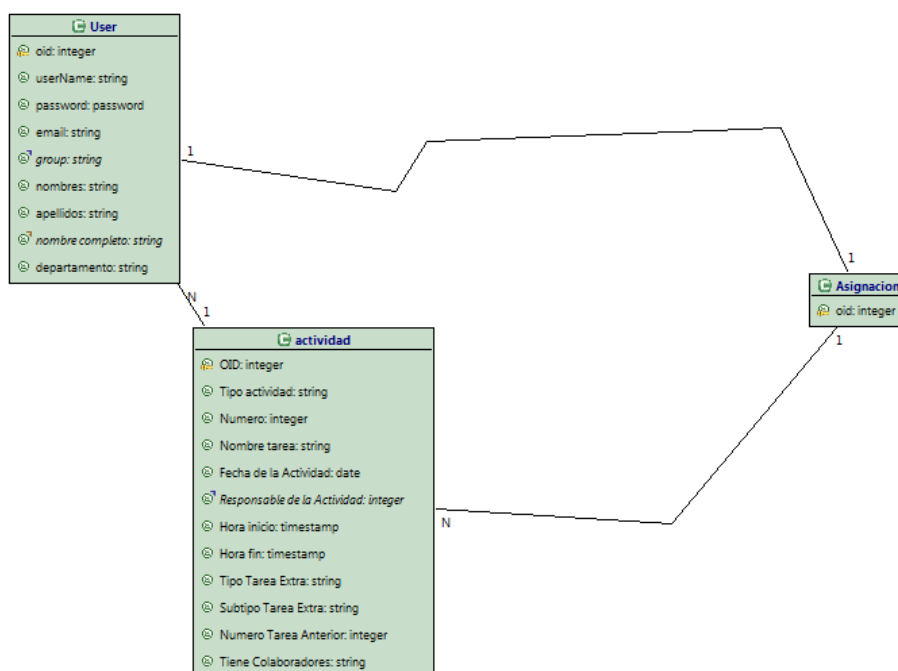 User
oid: integer
userName: string
password: password
email: string
group: string
nombres: string
apellidos: string
nombre completo: string
departamento: string
1
1
Asignacion
oid: integer
1
N
1
actividad
OID: integer
Tipo actividad: string
Numero: integer
Nombre tarea: string
Fecha de la Actividad: date
Responsable de la Actividad: integer
Hora inicio: timestamp
Hora fin: timestamp
Tipo Tarea Extra: string
Subtipo Tarea Extra: string
Numero Tarea Anterior: integer
Tiene Colaboradores: string
N